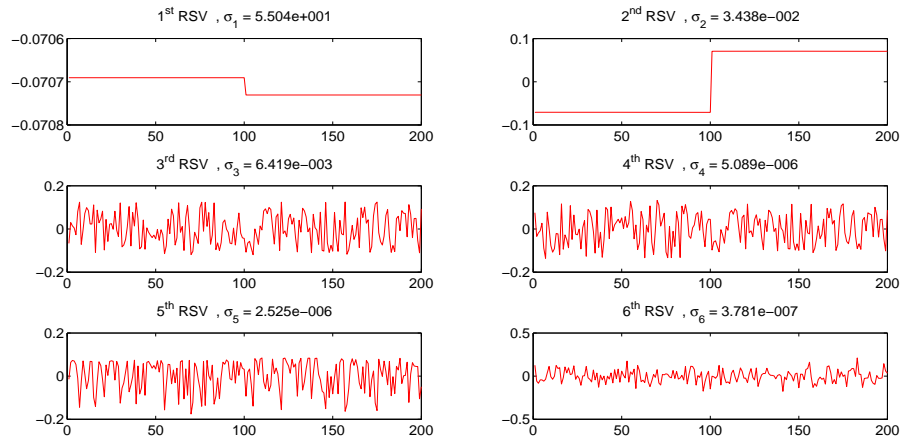 1st RSV , σ1 = 5.504e+001
−0.0706
−0.0707
−0.0708
0 50 100 150 200
2nd RSV , σ2 = 3.438e−002
0.1
0
−0.1
0 50 100 150 200
3rd RSV , σ3 = 6.419e−003
0.2
0
−0.2
0 50 100 150 200
4th RSV , σ4 = 5.089e−006
0.2
0
−0.2
0 50 100 150 200
5th RSV , σ5 = 2.525e−006
0.2
0
−0.2
0 50 100 150 200
6th RSV , σ6 = 3.781e−007
0.5
0
−0.5
0 50 100 150 200